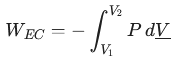 W_{EC} = -\int_{V_1}^{V_2} P \, d\underline{V}